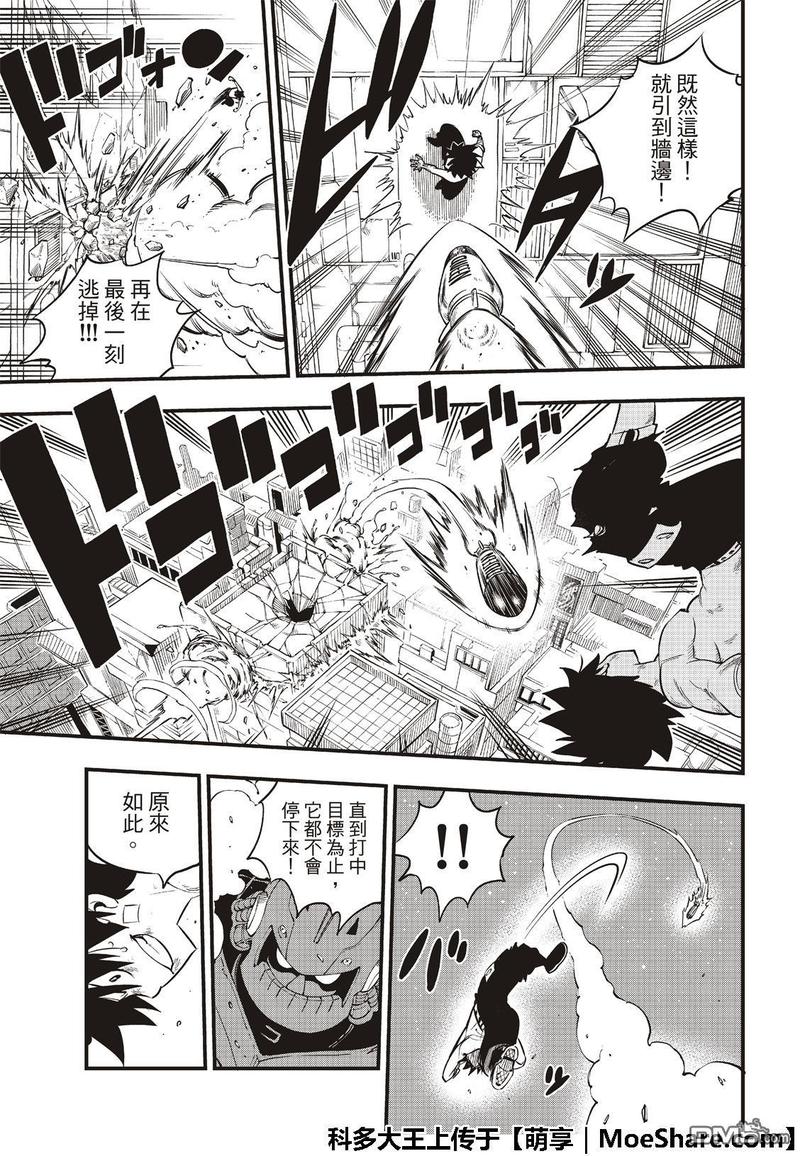 既然這樣！
就引到牆邊！
ゴッ
ドゴォン
再在
最後一刻
逃掉!!!
ドゴゴゴゴゴ
!!
直到打中
目標為止，
它都不會
停下來！
原來
如此。
科多大王上传于【萌享｜MoeShare.com】